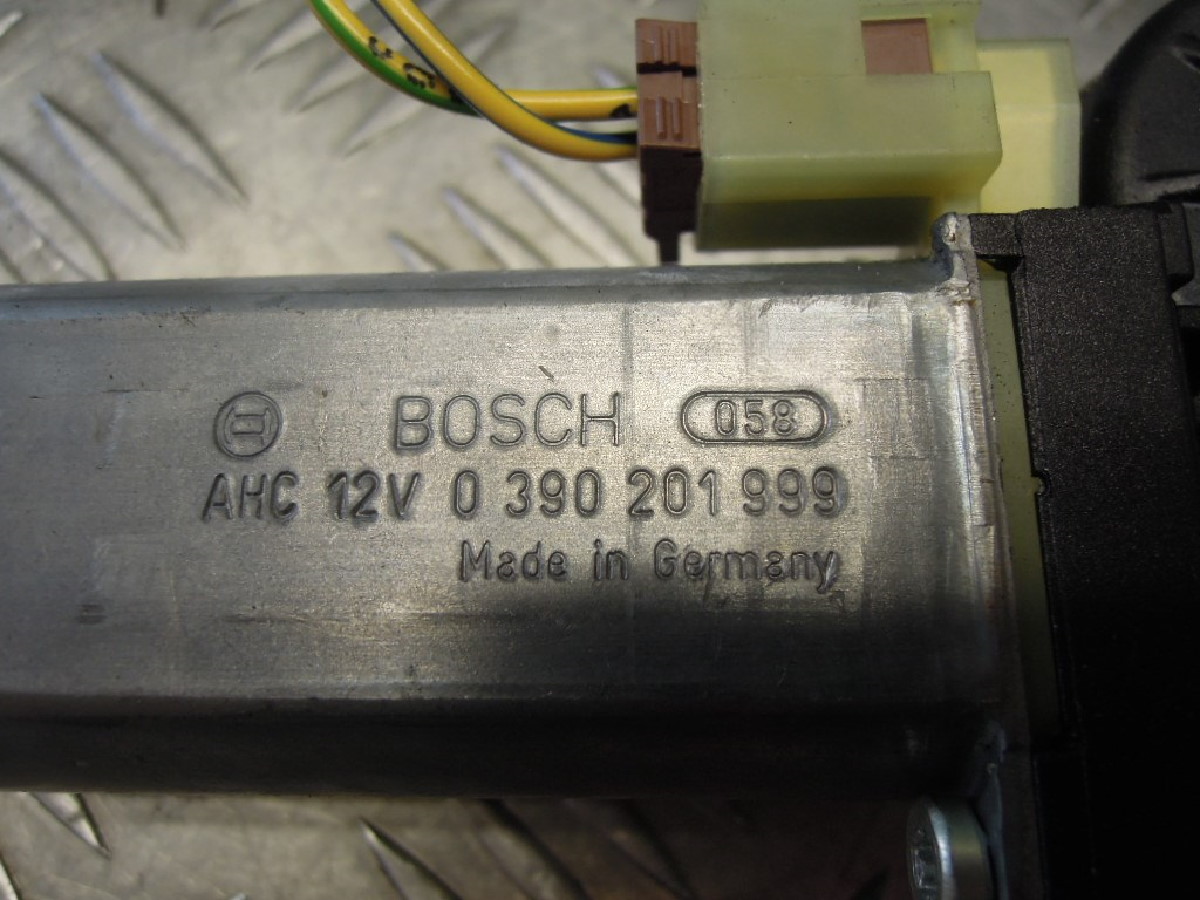 BOSCH 058
AHC 12V 0 390 201 999
Made in Germany